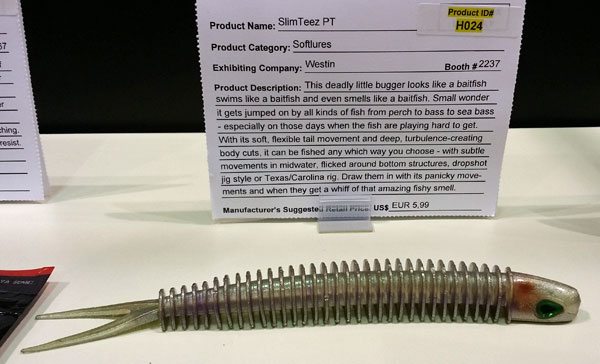 Product ID#
H024
Product Name: SlimTeez PT
Product Category: Softlures
Exhibiting Company: Westin Booth # 2237
Product Description: This deadly little bugger looks like a baitfish
swims like a baitfish and even smells like a baitfish. Small wonder
it gets jumped on by all kinds of fish from perch to bass to sea bass
- especially on those days when the fish are playing hard to get.
With its soft, flexible tail movement and deep, turbulence-creating
body cuts, it can be fished any which way you choose - with subtle
movements in midwater, flicked around bottom structures, dropshot
jig style or Texas/Carolina rig. Draw them in with its panicky move-
ments and when they get a whiff of that amazing fishy smell.
Manufacturer's Suggested Retail Price US$ EUR 5,99